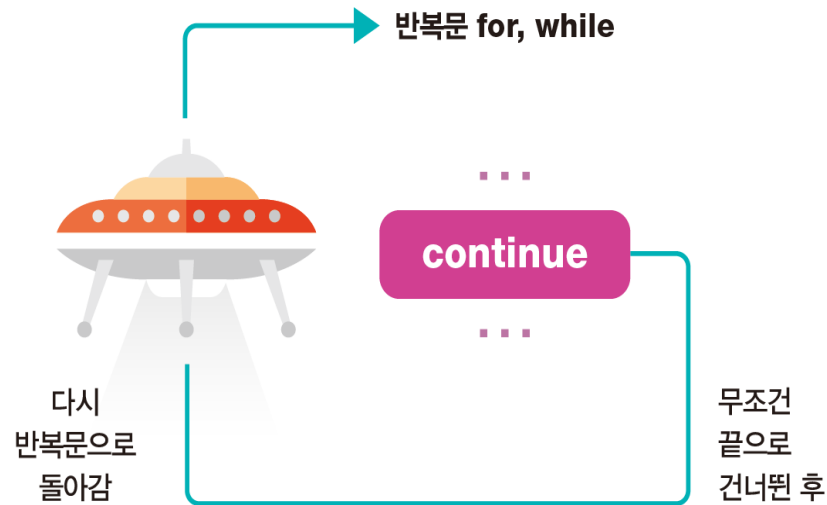 반복문 for, while
...
continue
...
다시
반복문으로
돌아감
무조건
끝으로
건너뛴 후